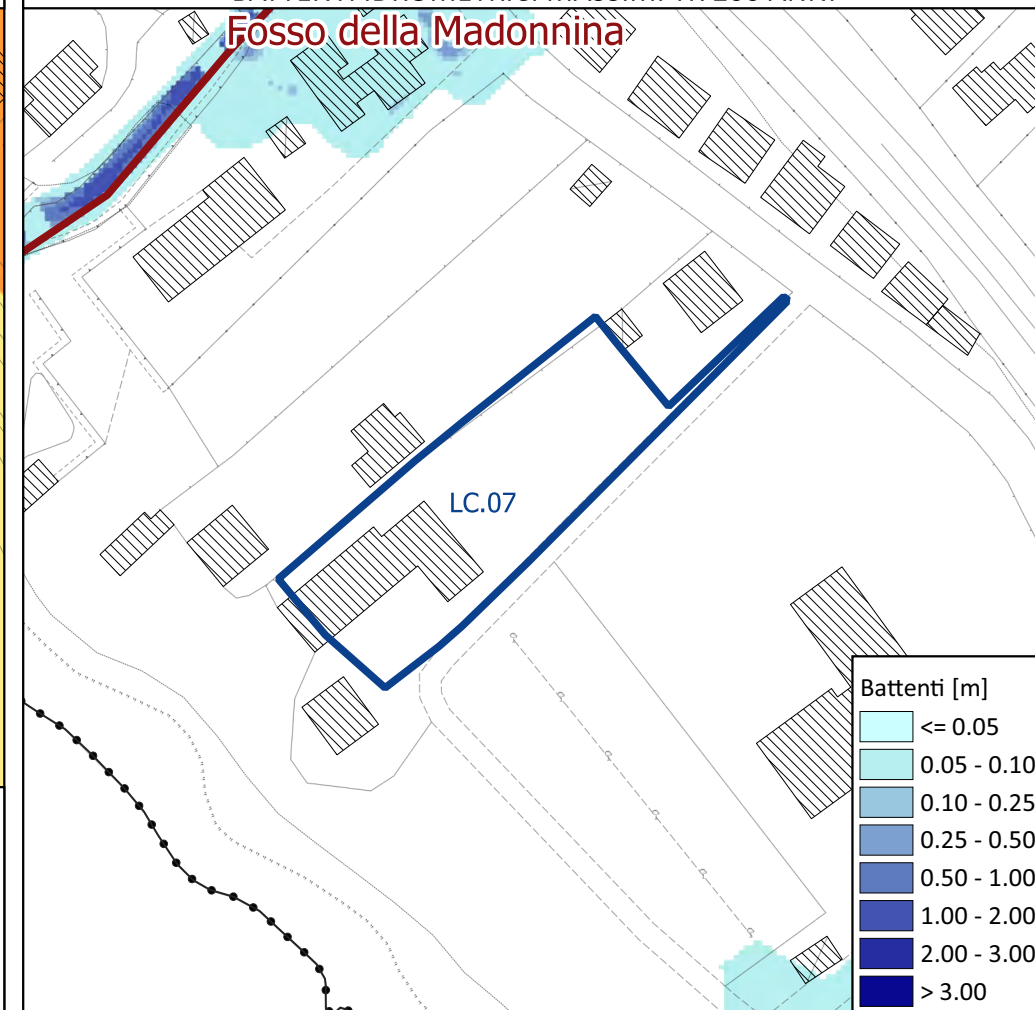 Fosso della Madonnina
LC.07
Battenti [m]
<= 0.05
0.05 - 0.10
0.10 - 0.25
0.25 - 0.50
0.50 - 1.00
1.00 - 2.00
2.00 - 3.00
> 3.00